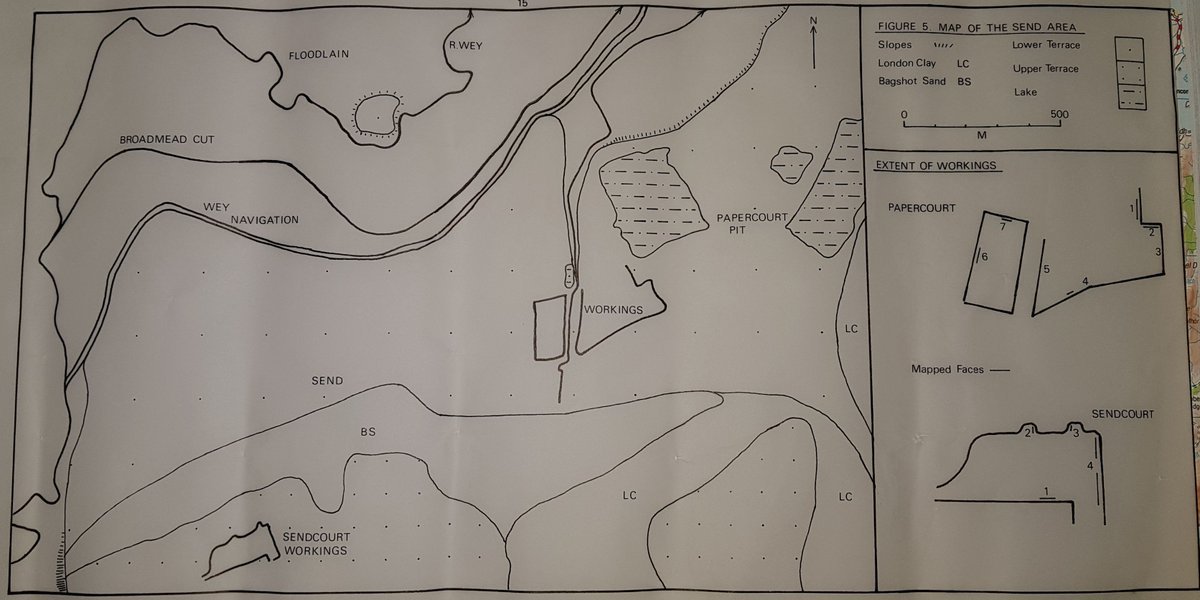 15
N
FLOODLAIN
R.WEY
BROADMEAD CUT
WEY
NAVIGATION
PAPERCOURT
PIT
WORKINGS
LC
SEND
BS
LC
LC
SENDCOURT
WORKINGS
FIGURE 5. MAP OF THE SEND AREA
Slopes
Lower Terrace
London Clay LC
Upper Terrace
Bagshot Sand BS
Lake
0 500
M
EXTENT OF WORKINGS
PAPERCOURT
1
7
2
3
6
5
4
Mapped Faces
SENDCOURT
2
3
4
1